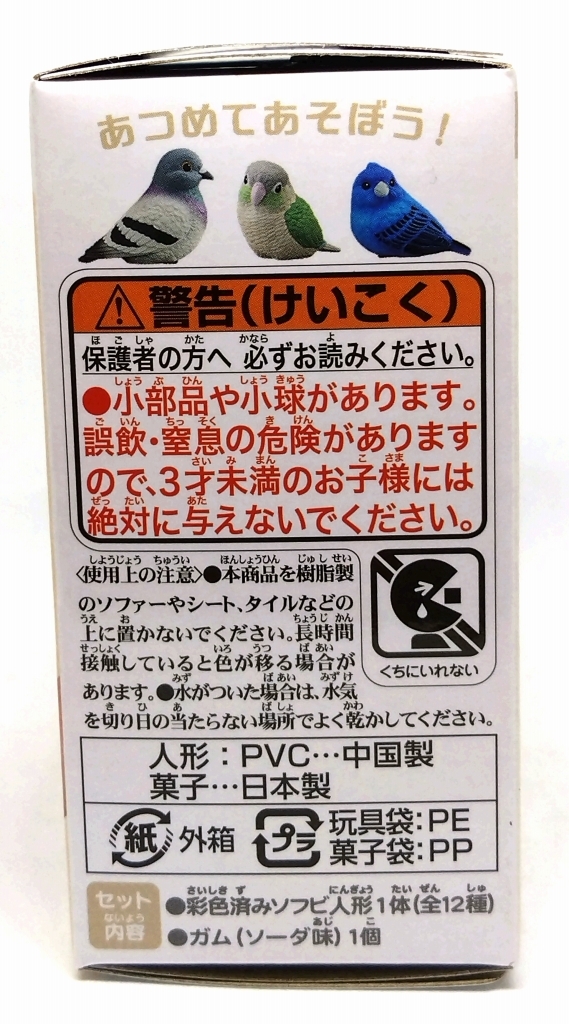 あつめてあそぼう!
警告(けいこく)
保護者の方へ 必ずお読みください。
●小部品や小球があります。
誤飲・窒息の危険があります
ので、3才未満のお子様には
絶対に与えないでください。
〈使用上の注意〉●本商品を樹脂製
のソファーやシート、タイルなどの
上に置かないでください。長時間
接触していると色が移る場合が
あります。●水がついた場合は、水気
を切り日の当たらない場所でよく乾かしてください。
くちにいれない
人形:PVC…中国製
菓子…日本製
紙 外箱
プラ 玩具袋:PE
菓子袋:PP
セット
内容
●彩色済みソフビ人形1体(全12種)
●ガム(ソーダ味)1個